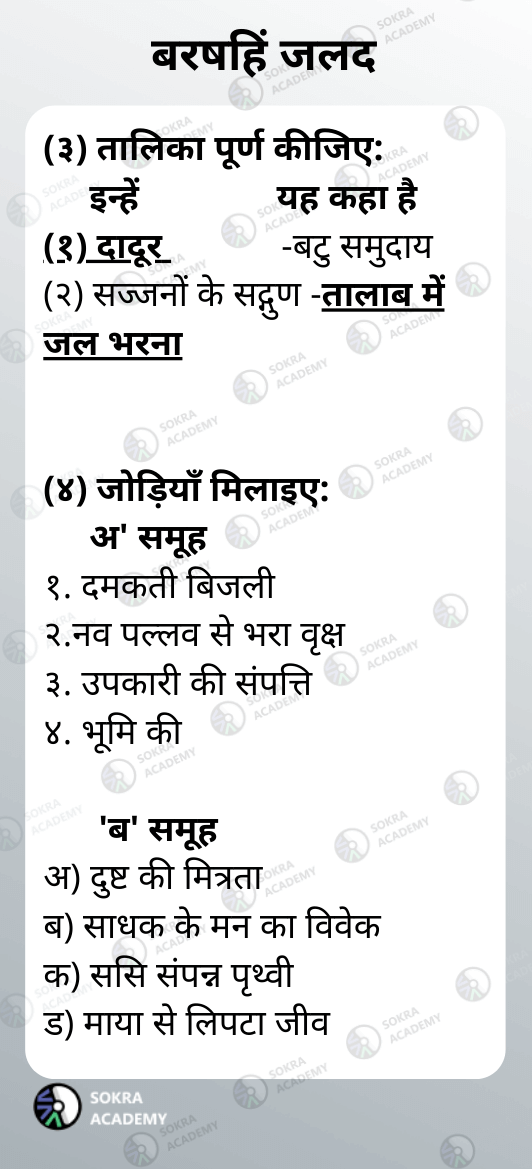 बरषहिं जलद
(३) तालिका पूर्ण कीजिए:
इन्हें यह कहा है
(१) दादूर -बटु समुदाय
(२) सज्जनों के सद्गुण -तालाब में
जल भरना
(४) जोड़ियाँ मिलाइए:
अ' समूह
१. दमकती बिजली
२.नव पल्लव से भरा वृक्ष
३. उपकारी की संपत्ति
४. भूमि की
'ब' समूह
अ) दुष्ट की मित्रता
ब) साधक के मन का विवेक
क) ससि संपन्न पृथ्वी
ड) माया से लिपटा जीव
SOKRA
ACADEMY